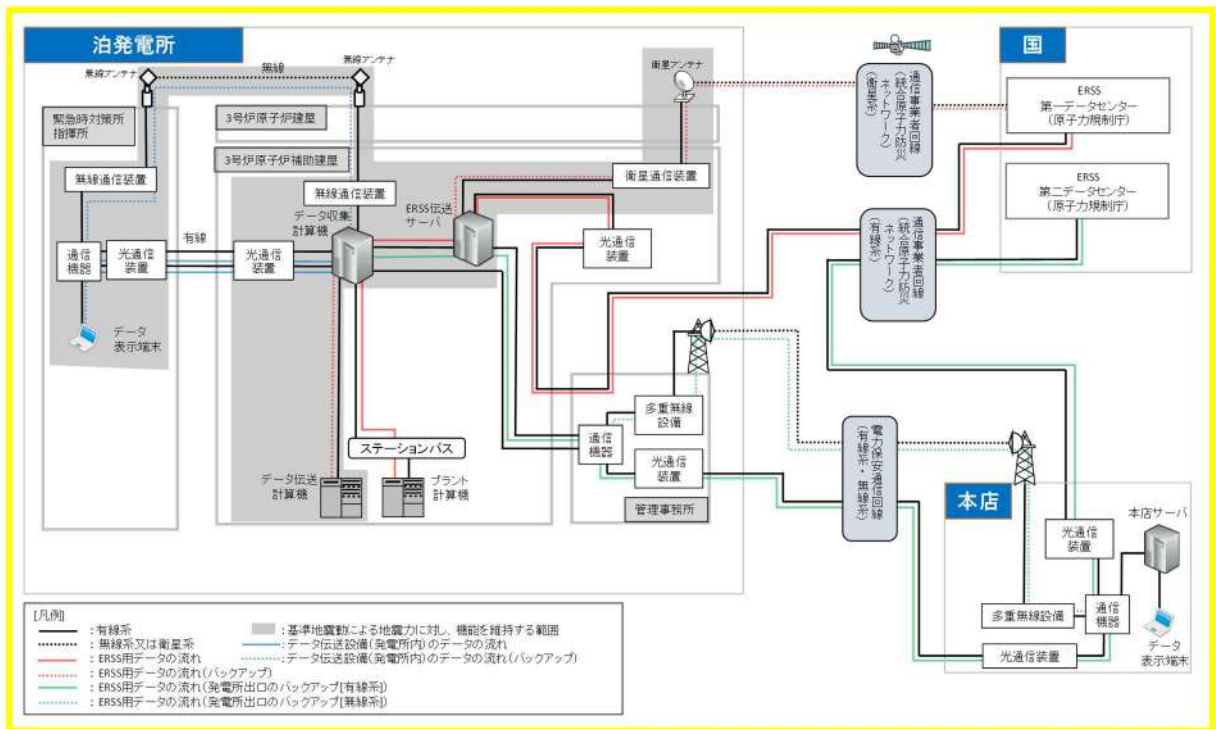 泊発電所
無線アンテナ
無線
無線アンテナ
衛星アンテナ
緊急時対策所
指揮所
3号炉原子炉建屋
3号炉原子炉補助建屋
無線通信装置
無線通信装置
衛星通信装置
データ収集
計算機
ERSS伝送
サーバ
有線
通信
機器
光通信
装置
光通信
装置
光通信
装置
データ
表示端末
ステーションバス
データ伝送
計算機
プラント
計算機
多重無線
設備
通信
機器
光通信
装置
管理事務所
通信事業者回線
(統合原子力防災
ネットワーク)
(衛星系)
通信事業者回線
(統合原子力防災
ネットワーク)
(有線系)
電力保安通信回線
(有線系・無線系)
国
ERSS
第一データセンター
(原子力規制庁)
ERSS
第二データセンター
(原子力規制庁)
本店
本店サーバ
光通信
装置
多重無線設備
通信
機器
光通信装置
データ
表示端末
[凡例]
:有線系
:無線系又は衛星系
:ERSS用データの流れ
:ERSS用データの流れ(バックアップ)
:ERSS用データの流れ(発電所出口のバックアップ[有線系])
:ERSS用データの流れ(発電所出口のバックアップ[無線系])
:基準地震動による地震力に対し、機能を維持する範囲
:データ伝送設備(発電所内)のデータの流れ
:データ伝送設備(発電所内)のデータの流れ(バックアップ)